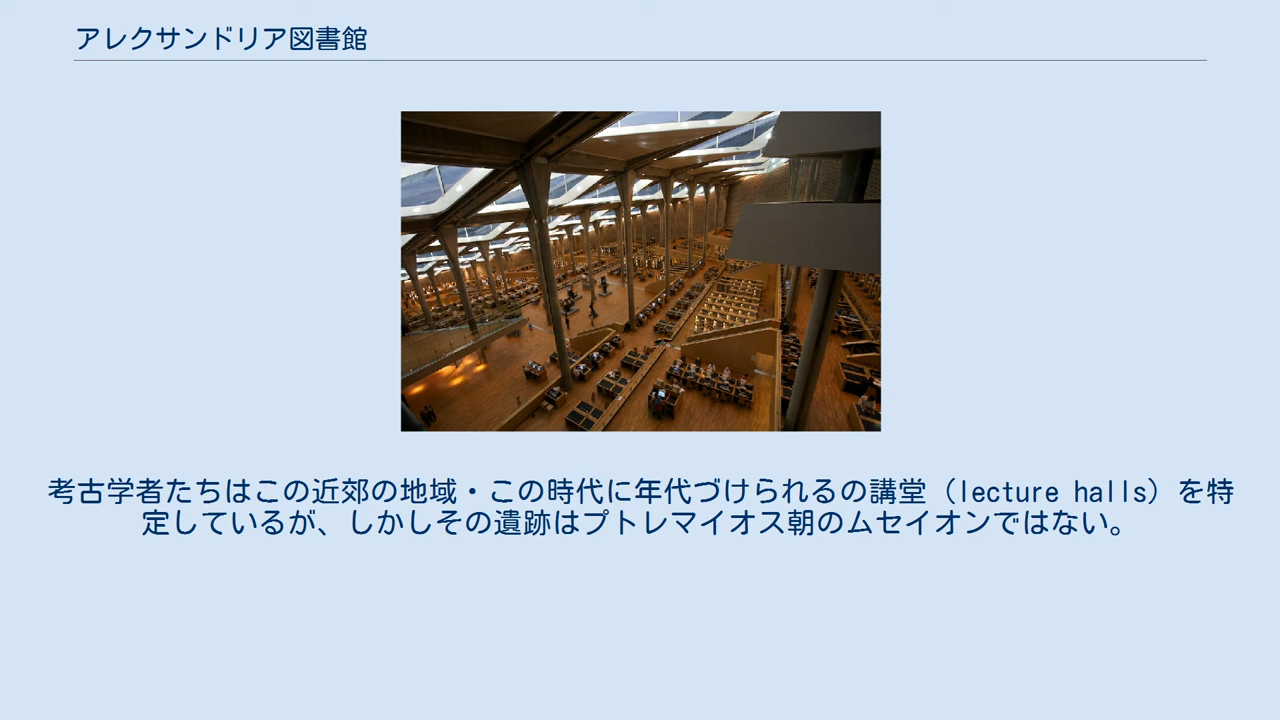 アレクサンドリア図書館
考古学者たちはこの近郊の地域・この時代に年代づけられるの講堂（lecture halls）を特
定しているが、しかしその遺跡はプトレマイオス朝のムセイオンではない。